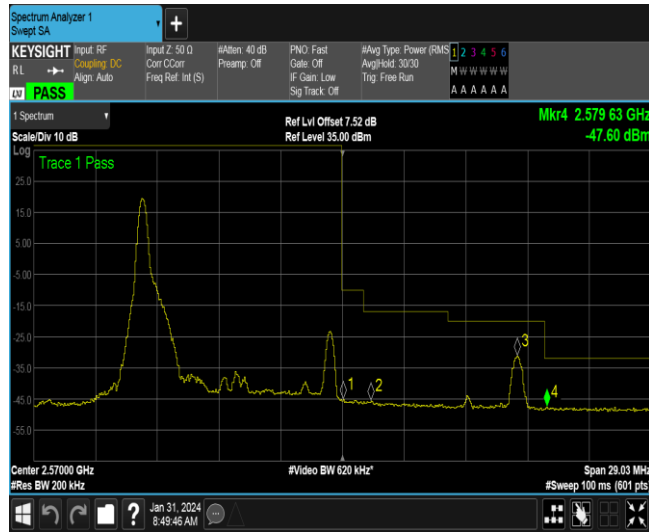 Spectrum Analyzer 1
Swept SA
+
KEYSIGHT
RL
LXI PASS
Input: RF
Coupling: DC
Align: Auto
Input Z: 50 Ω
Corr CCorr
Freq Ref: Int (S)
#Atten: 40 dB
Preamp: Off
PNO: Fast
Gate: Off
IF Gain: Low
Sig Track: Off
#Avg Type: Power (RMS
Avg|Hold: 30/30
Trig: Free Run
1 2 3 4 5 6
M W W W W W
A A A A A A
1 Spectrum
Scale/Div 10 dB
Ref Lvl Offset 7.52 dB
Ref Level 35.00 dBm
Mkr4 2.579 63 GHz
-47.60 dBm
Log
Trace 1 Pass
25.0
15.0
5.00
-5.00
-15.0
-25.0
-35.0
-45.0
-55.0
1
2
3
4
Center 2.57000 GHz
#Res BW 200 kHz
#Video BW 620 kHz*
Span 29.03 MHz
#Sweep 100 ms (601 pts)
?
Jan 31, 2024
8:49:46 AM